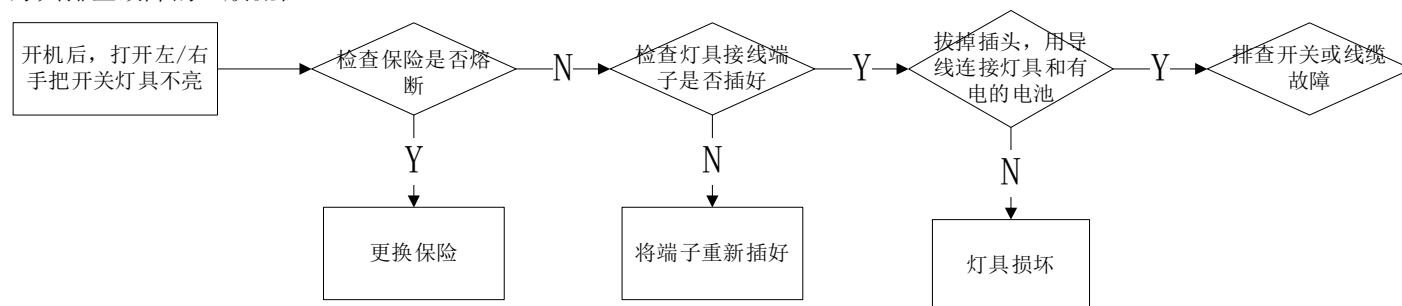 开机后，打开左/右
手把开关灯具不亮
检查保险是否熔
断
N
检查灯具接线端
子是否插好
Y
拔掉插头，用导
线连接灯具和有
电的电池
Y
排查开关或线缆
故障
Y
N
N
更换保险
将端子重新插好
灯具损坏